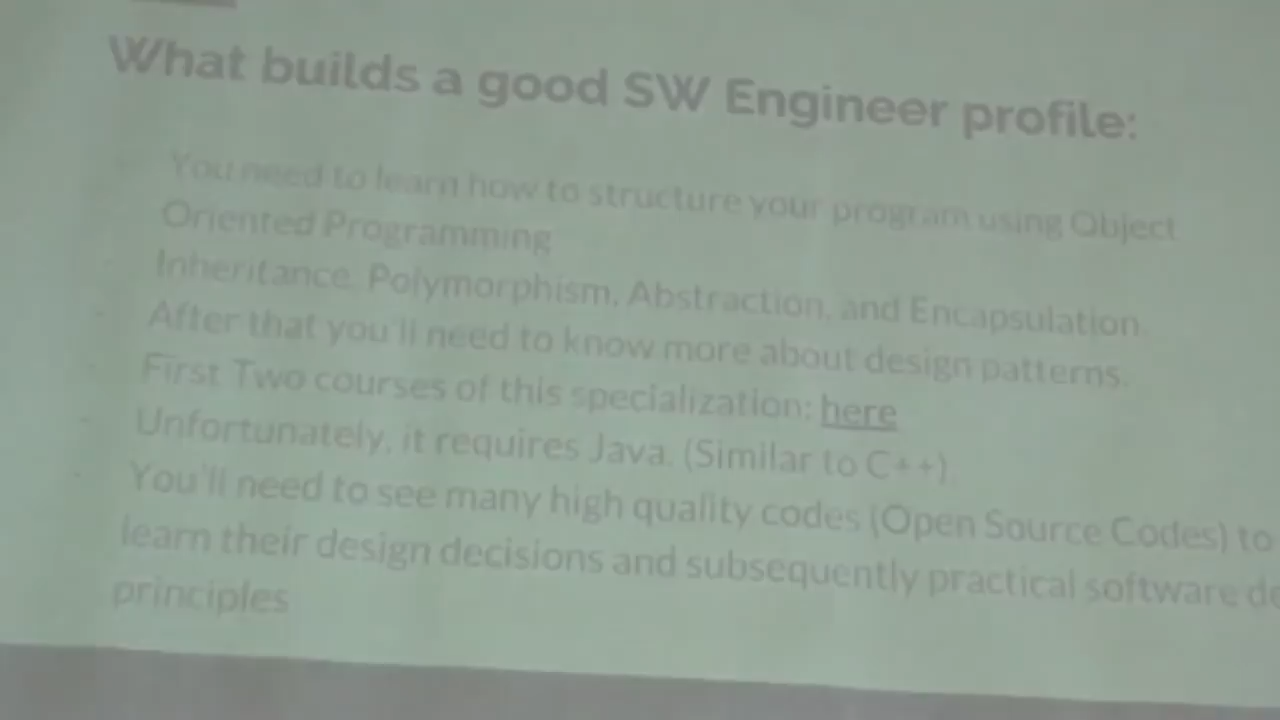 What builds a good SW Engineer profile:
- You need to learn how to structure your program using Object
Oriented Programming
Inheritance, Polymorphism, Abstraction, and Encapsulation.
- After that you'll need to know more about design patterns.
- First Two courses of this specialization: here
- Unfortunately, it requires Java. (Similar to C++)
- You'll need to see many high quality codes (Open Source Codes) to
learn their design decisions and subsequently practical software
principles